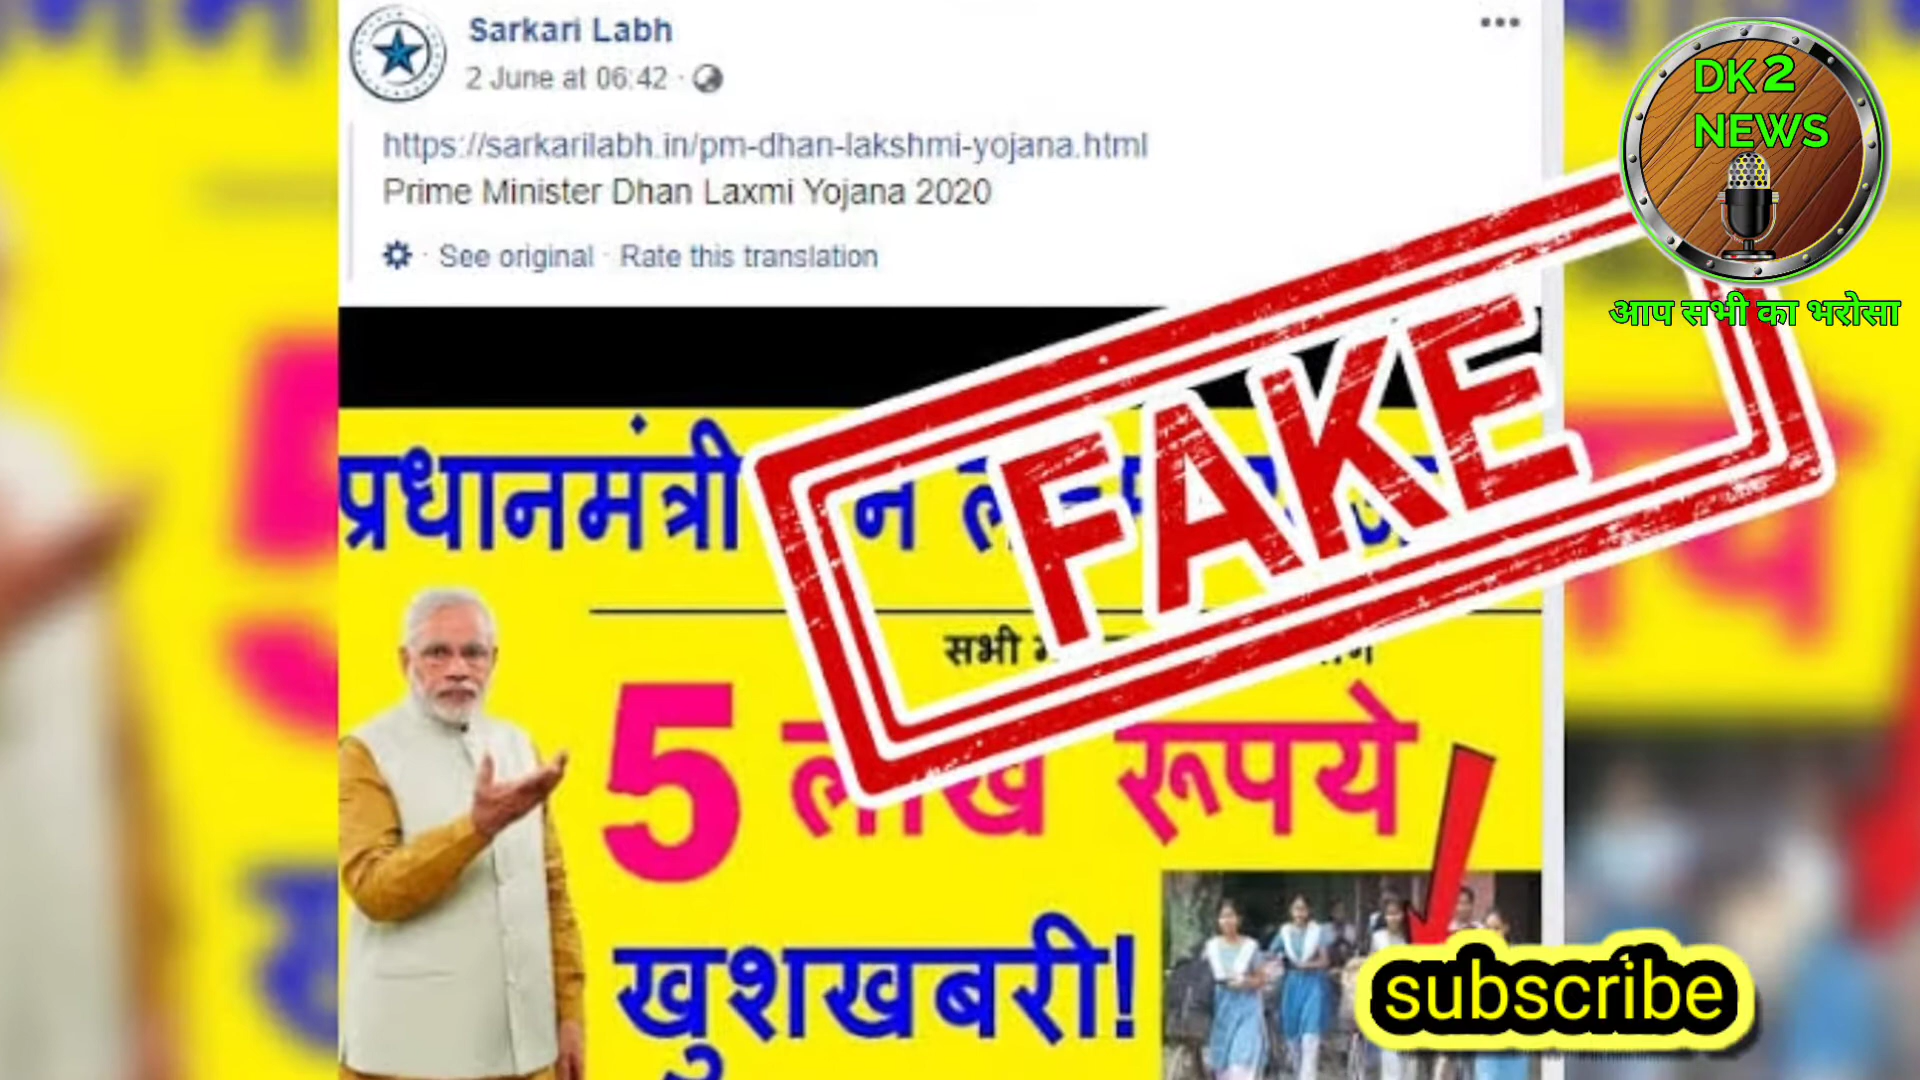 Sarkari Labh
2 June at 06:42
https://sarkarilabh.in/pm-dhan-lakshmi-yojana.html
Prime Minister Dhan Laxmi Yojana 2020
See original · Rate this translation
DK2
NEWS
आप सभी का भरोसा
FAKE
प्रधानमंत्री
सभी
5 लाख रूपये
खुशखबरी!
subscribe